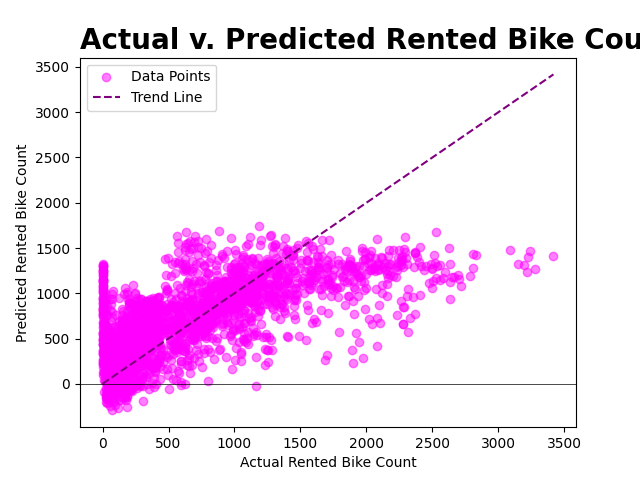 Actual v. Predicted Rented Bike Cou
Data Points
Trend Line
3500
3000
2500
2000
1500
1000
500
0
Predicted Rented Bike Count
0 500 1000 1500 2000 2500 3000 3500
Actual Rented Bike Count